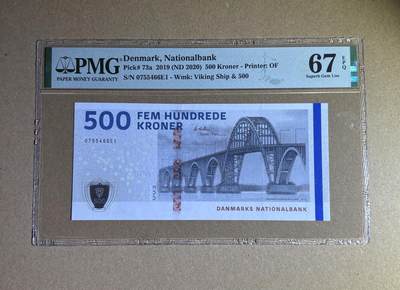 PMG
PAPER MONEY GUARANTY
Denmark, Nationalbank
Pick# 73a 2019 (ND 2020) 500 Kroner - Printer: OF
S/N 0755466E1 - Wmk: Viking Ship & 500
67 EPQ
Superb Gem Unc
500 FEM HUNDREDE
KRONER
0755466E1
DANMARKS NATIONALBANK